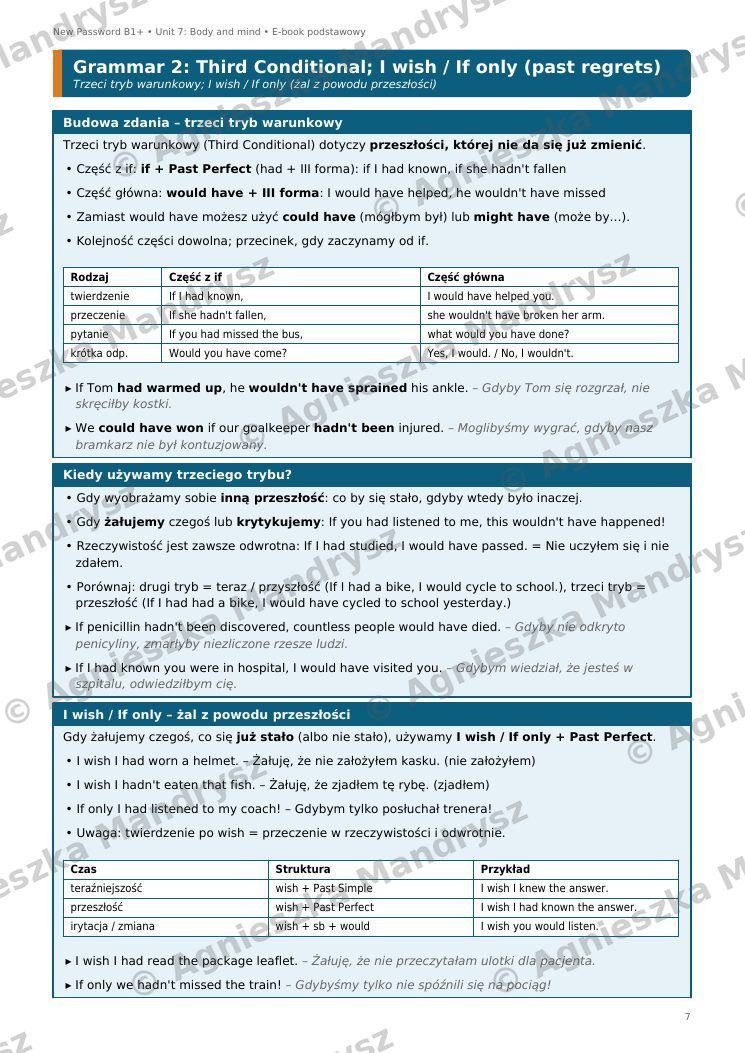 New Password B1+ • Unit 7: Body and mind • E-book podstawowy
Grammar 2: Third Conditional; I wish / If only (past regrets)
Trzeci tryb warunkowy; I wish / If only (żal z powodu przeszłości)
Budowa zdania – trzeci tryb warunkowy
Trzeci tryb warunkowy (Third Conditional) dotyczy przeszłości, której nie da się już zmienić.
• Część z if: if + Past Perfect (had + III forma): if I had known, if she hadn't fallen
• Część główna: would have + III forma: I would have helped, he wouldn't have missed
• Zamiast would have możesz użyć could have (mógłbym był) lub might have (może by…).
• Kolejność części dowolna; przecinek, gdy zaczynamy od if.
Rodzaj Część z if Część główna
twierdzenie If I had known, I would have helped you.
przeczenie If she hadn't fallen, she wouldn't have broken her arm.
pytanie If you had missed the bus, what would you have done?
krótka odp. Would you have come? Yes, I would. / No, I wouldn't.
▸ If Tom had warmed up, he wouldn't have sprained his ankle. – Gdyby Tom się rozgrzał, nie
skręciłby kostki.
▸ We could have won if our goalkeeper hadn't been injured. – Moglibyśmy wygrać, gdyby nasz
bramkarz nie był kontuzjowany.
Kiedy używamy trzeciego trybu?
• Gdy wyobrażamy sobie inną przeszłość: co by się stało, gdyby wtedy było inaczej.
• Gdy żałujemy czegoś lub krytykujemy: If you had listened to me, this wouldn't have happened!
• Rzeczywistość jest zawsze odwrotna: If I had studied, I would have passed. = Nie uczyłem się i nie
zdałem.
• Porównaj: drugi tryb = teraz / przyszłość (If I had a bike, I would cycle to school.), trzeci tryb =
przeszłość (If I had had a bike, I would have cycled to school yesterday.)
▸ If penicillin hadn't been discovered, countless people would have died. – Gdyby nie odkryto
penicyliny, zmarłyby niezliczone rzesze ludzi.
▸ If I had known you were in hospital, I would have visited you. – Gdybym wiedział, że jesteś w
szpitalu, odwiedziłbym cię.
I wish / If only – żal z powodu przeszłości
Gdy żałujemy czegoś, co się już stało (albo nie stało), używamy I wish / If only + Past Perfect.
• I wish I had worn a helmet. – Żałuję, że nie założyłem kasku. (nie założyłem)
• I wish I hadn't eaten that fish. – Żałuję, że zjadłem tę rybę. (zjadłem)
• If only I had listened to my coach! – Gdybym tylko posłuchał trenera!
• Uwaga: twierdzenie po wish = przeczenie w rzeczywistości i odwrotnie.
Czas Struktura Przykład
teraźniejszość wish + Past Simple I wish I knew the answer.
przeszłość wish + Past Perfect I wish I had known the answer.
irytacja / zmiana wish + sb + would I wish you would listen.
▸ I wish I had read the package leaflet. – Żałuję, że nie przeczytałam ulotki dla pacjenta.
▸ If only we hadn't missed the train! – Gdybyśmy tylko nie spóźnili się na pociąg!
7
© Agnieszka Mandrysz